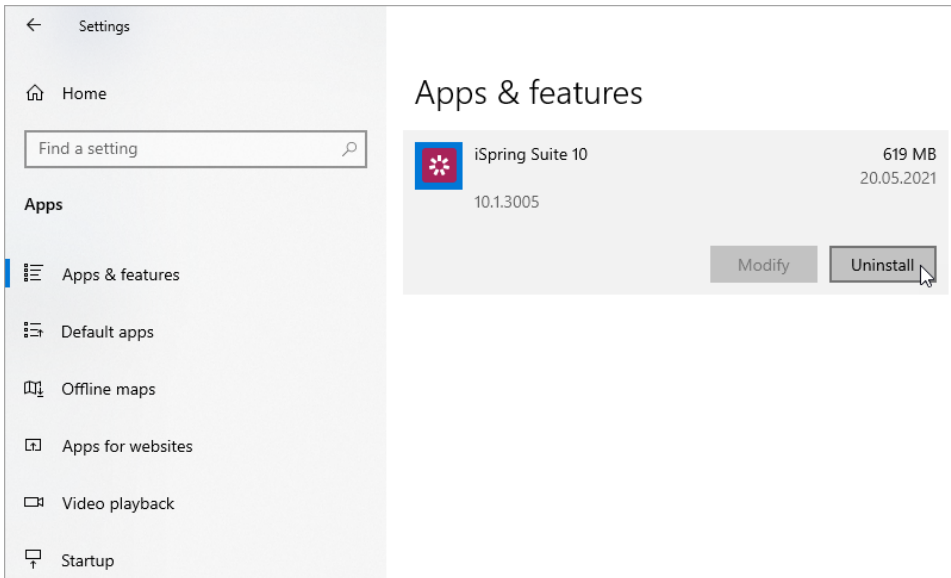 Settings
Home
Find a setting
Apps
Apps & features
Default apps
Offline maps
Apps for websites
Video playback
Startup
Apps & features
iSpring Suite 10
619 MB
20.05.2021
10.1.3005
Modify
Uninstall